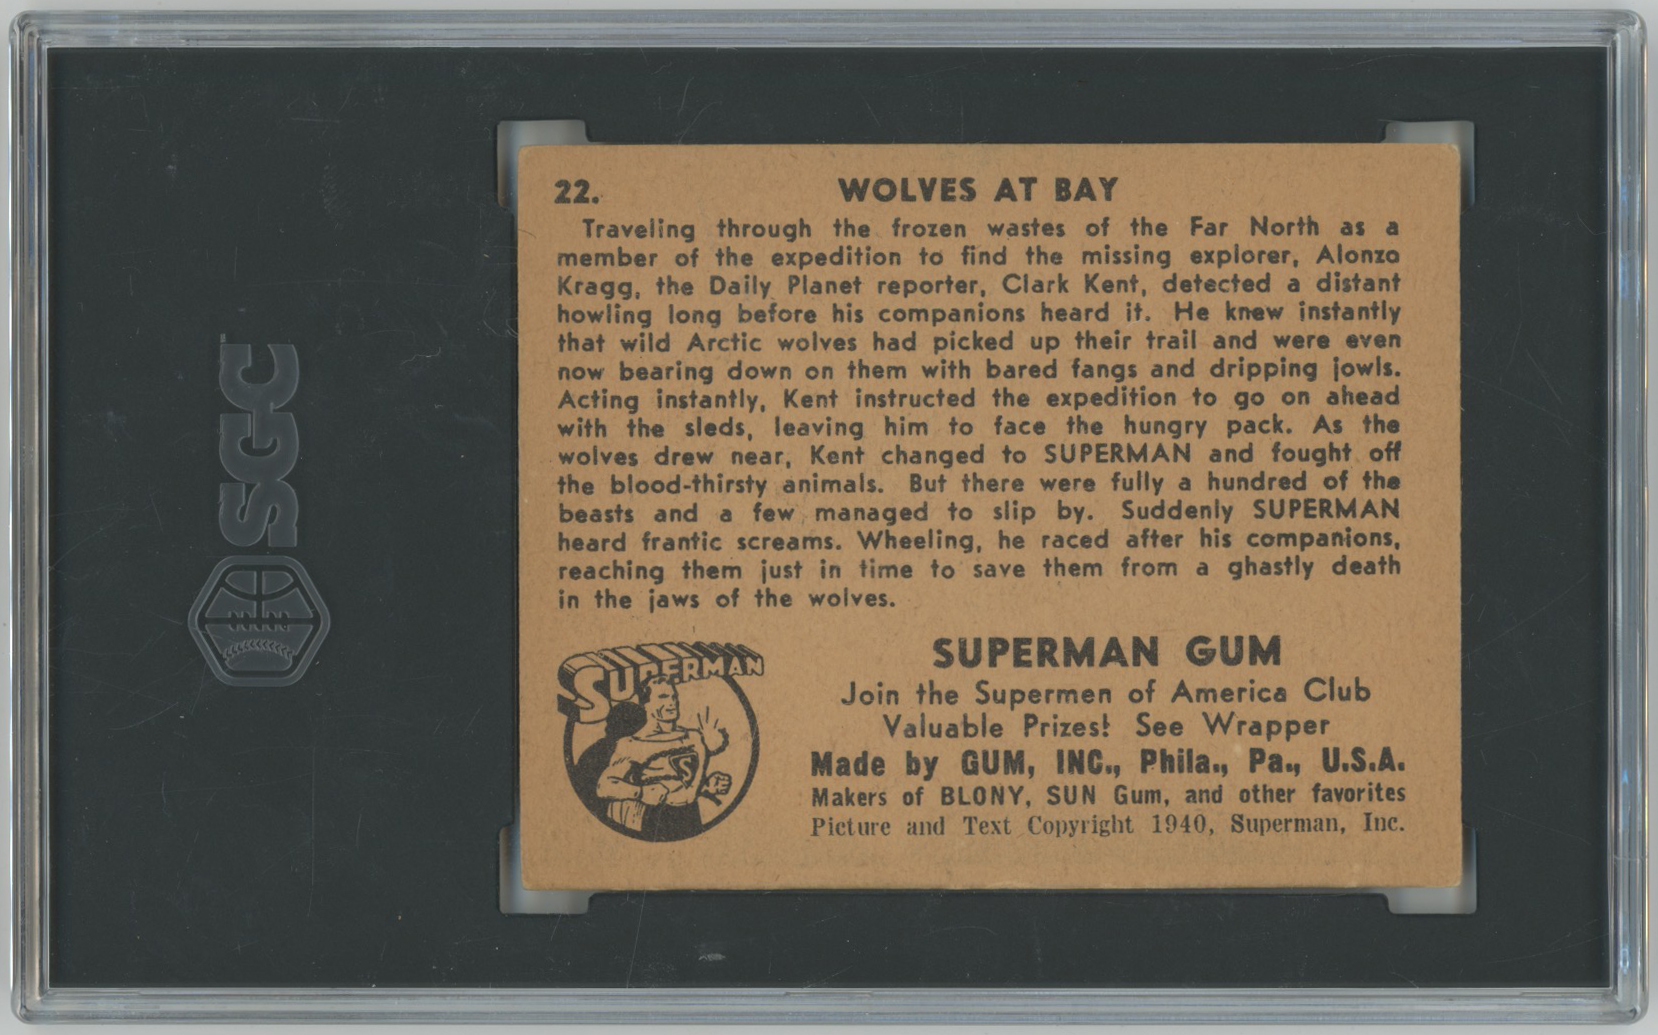 22. WOLVES AT BAY
Traveling through the frozen wastes of the Far North as a
member of the expedition to find the missing explorer, Alonzo
Kragg, the Daily Planet reporter, Clark Kent, detected a distant
howling long before his companions heard it. He knew instantly
that wild Arctic wolves had picked up their trail and were even
now bearing down on them with bared fangs and dripping jowls.
Acting instantly, Kent instructed the expedition to go on ahead
with the sleds, leaving him to face the hungry pack. As the
wolves drew near, Kent changed to SUPERMAN and fought off
the blood-thirsty animals. But there were fully a hundred of the
beasts and a few managed to slip by. Suddenly SUPERMAN
heard frantic screams. Wheeling, he raced after his companions,
reaching them just in time to save them from a ghastly death
in the jaws of the wolves.
SUPERMAN
S
SUPERMAN GUM
Join the Supermen of America Club
Valuable Prizes! See Wrapper
Made by GUM, INC., Phila., Pa., U.S.A.
Makers of BLONY, SUN Gum, and other favorites
Picture and Text Copyright 1940, Superman, Inc.
SGC